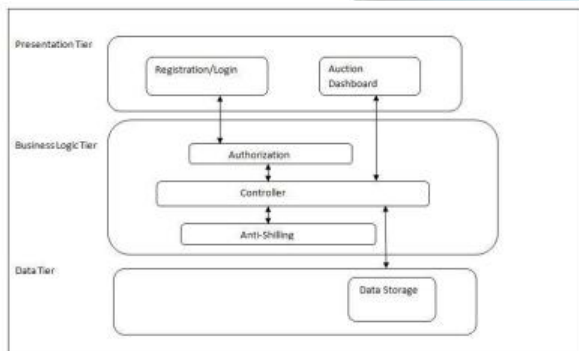 Presentation Tier
Registration/Login
Auction
Dashboard
Business Logic Tier
Authorization
Controller
Anti-Shilling
Data Tier
Data Storage